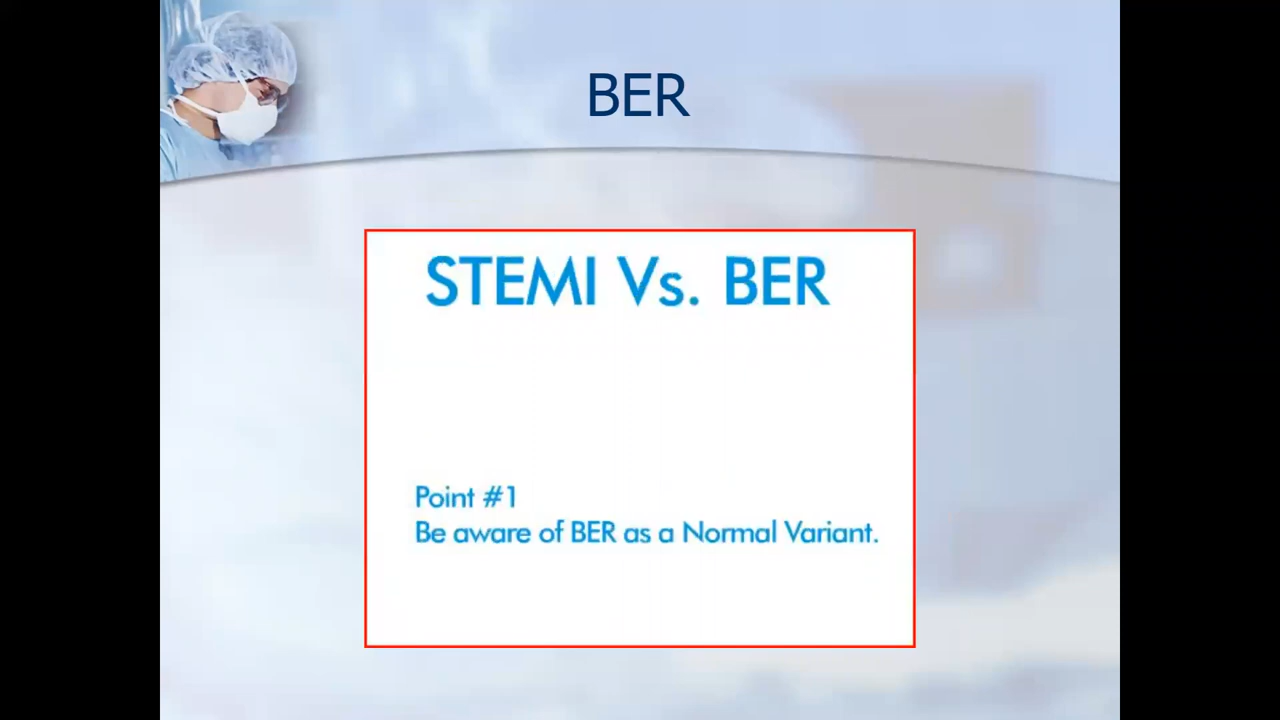 BER
STEMI Vs. BER
Point #1
Be aware of BER as a Normal Variant.